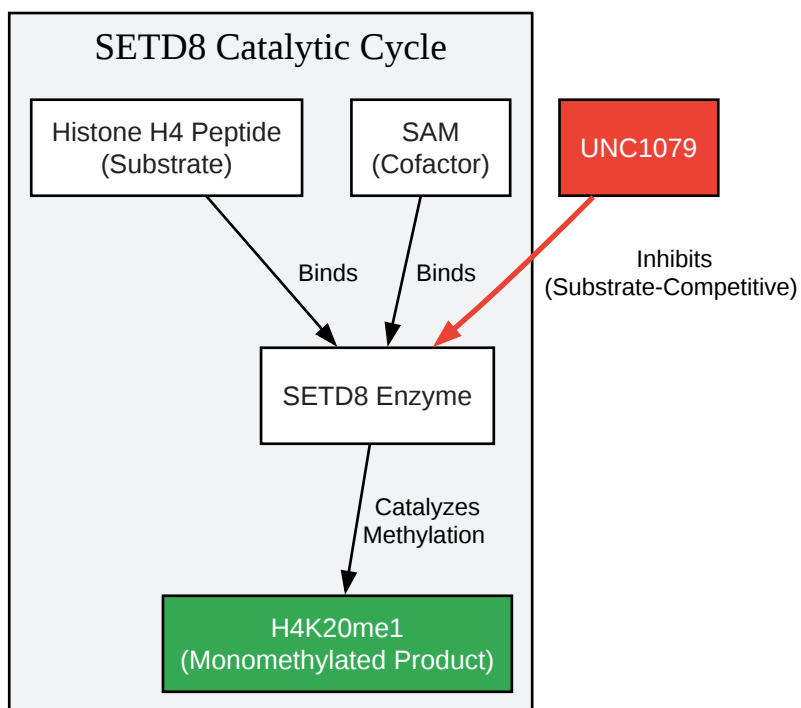 SETD8 Catalytic Cycle
Histone H4 Peptide
(Substrate)
SAM
(Cofactor)
UNC1079
Binds
Binds
Inhibits
(Substrate-Competitive)
SETD8 Enzyme
Catalyzes
Methylation
H4K20me1
(Monomethylated Product)